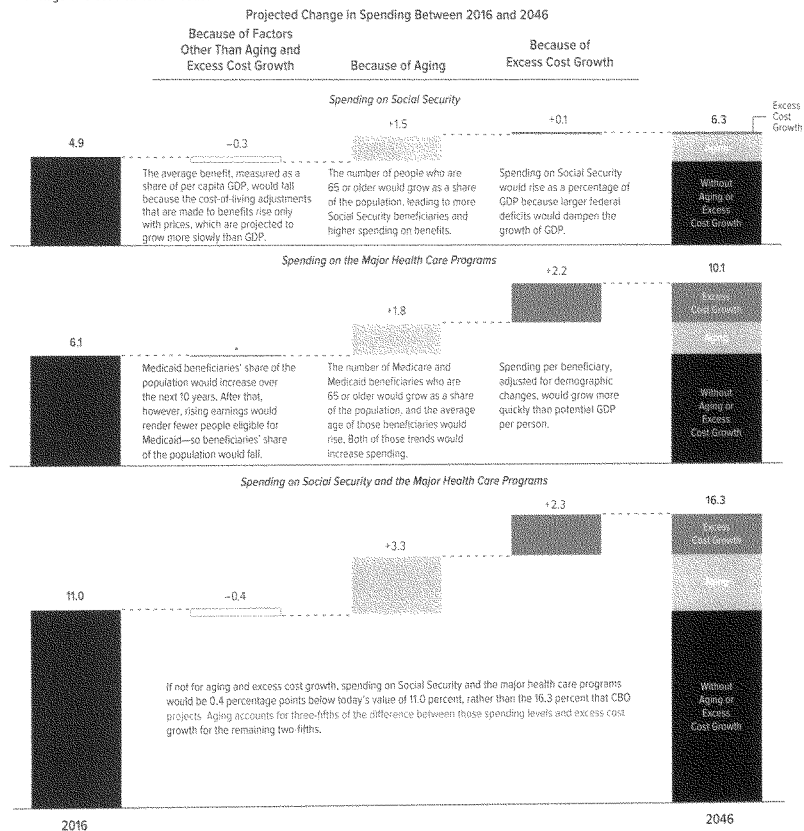 Projected Change in Spending Between 2016 and 2046
Because of Factors
Other Than Aging and
Excess Cost Growth
Because of Aging
Because of
Excess Cost Growth
Spending on Social Security
4.9
−0.3
+1.5
+0.1
6.3
Excess
Cost
Growth
The average benefit, measured as a
share of per capita GDP, would fall
because the cost-of-living adjustments
that are made to benefits rise only
with prices, which are projected to
grow more slowly than GDP.
The number of people who are
65 or older would grow as a share
of the population, leading to more
Social Security beneficiaries and
higher spending on benefits.
Spending on Social Security
would rise as a percentage of
GDP because larger federal
deficits would dampen the
growth of GDP.
Aging
Without
Aging or
Excess
Cost Growth
Spending on the Major Health Care Programs
6.1
*
+1.8
+2.2
10.1
Medicaid beneficiaries' share of the
population would increase over
the next 10 years. After that,
however, rising earnings would
render fewer people eligible for
Medicaid—so beneficiaries' share
of the population would fall.
The number of Medicare and
Medicaid beneficiaries who are
65 or older would grow as a share
of the population, and the average
age of those beneficiaries would
rise. Both of those trends would
increase spending.
Spending per beneficiary,
adjusted for demographic
changes, would grow more
quickly than potential GDP
per person.
Excess
Cost Growth
Aging
Without
Aging or
Excess
Cost Growth
Spending on Social Security and the Major Health Care Programs
11.0
−0.4
+3.3
+2.3
16.3
Excess
Cost Growth
Aging
Without
Aging or
Excess
Cost Growth
If not for aging and excess cost growth, spending on Social Security and the major health care programs
would be 0.4 percentage points below today's value of 11.0 percent, rather than the 16.3 percent that CBO
projects. Aging accounts for three-fifths of the difference between those spending levels and excess cost
growth for the remaining two-fifths.
2016
2046